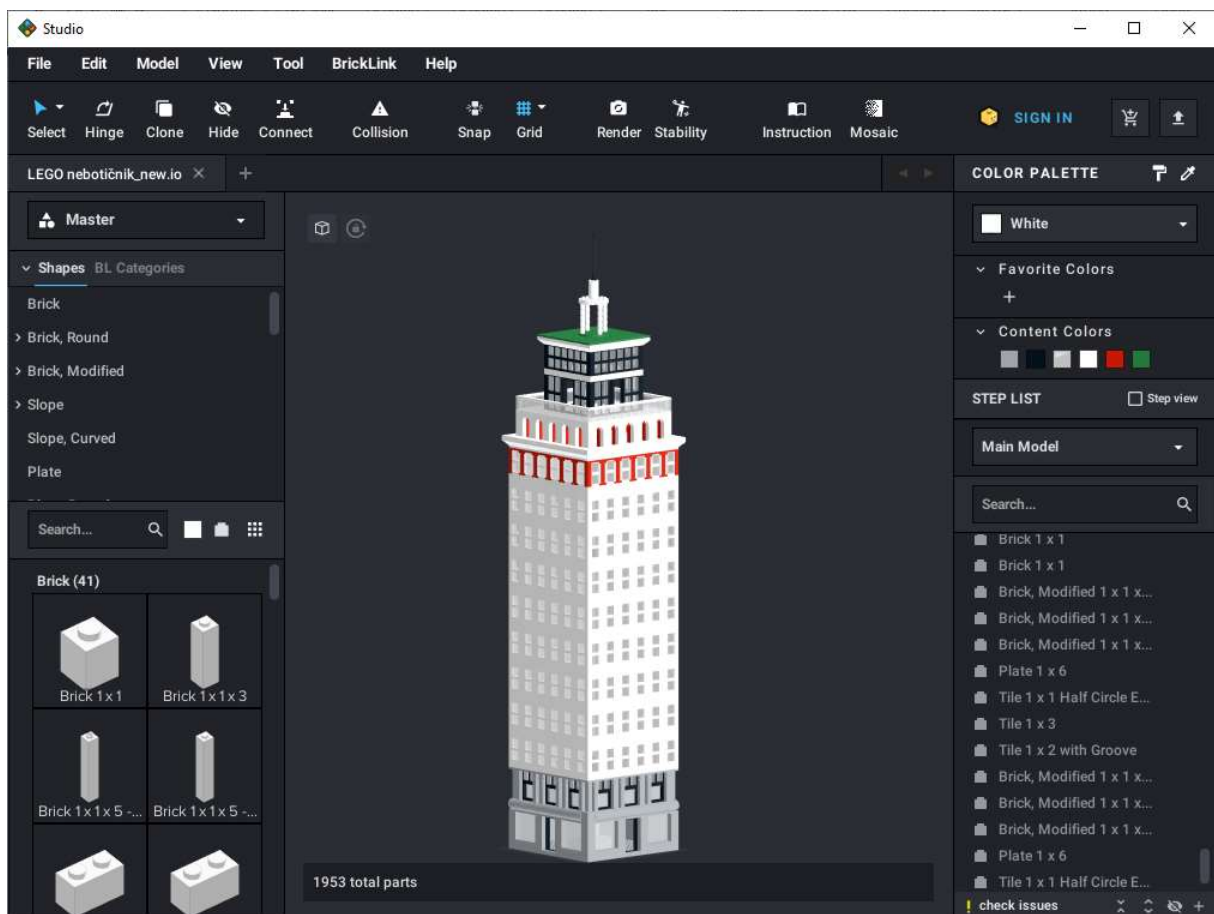 Studio
File Edit Model View Tool BrickLink Help
Select Hinge Clone Hide Connect Collision Snap Grid Render Stability Instruction Mosaic SIGN IN
LEGO nebotičnik_new.io
Master
Shapes BL Categories
Brick
Brick, Round
Brick, Modified
Slope
Slope, Curved
Plate
Search...
Brick (41)
Brick 1 x 1 Brick 1 x 1 x 3
Brick 1 x 1 x 5 -... Brick 1 x 1 x 5 -...
1953 total parts
COLOR PALETTE
White
Favorite Colors
Content Colors
STEP LIST Step view
Main Model
Search...
Brick 1 x 1
Brick 1 x 1
Brick, Modified 1 x 1 x...
Brick, Modified 1 x 1 x...
Brick, Modified 1 x 1 x...
Plate 1 x 6
Tile 1 x 1 Half Circle E...
Tile 1 x 3
Tile 1 x 2 with Groove
Brick, Modified 1 x 1 x...
Brick, Modified 1 x 1 x...
Brick, Modified 1 x 1 x...
Plate 1 x 6
Tile 1 x 1 Half Circle E...
check issues